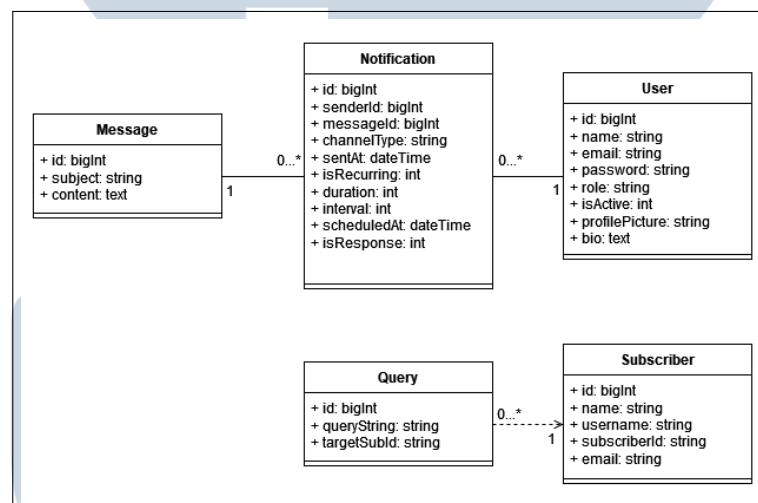 Notification
+ id: bigInt
+ senderId: bigInt
+ messageId: bigInt
+ channelType: string
+ sentAt: dateTime
+ isRecurring: int
+ duration: int
+ interval: int
+ scheduledAt: dateTime
+ isResponse: int
User
+ id: bigInt
+ name: string
+ email: string
+ password: string
+ role: string
+ isActive: int
+ profilePicture: string
+ bio: text
Message
+ id: bigInt
+ subject: string
+ content: text
1
0...*
0...*
1
Query
+ id: bigInt
+ queryString: string
+ targetSubId: string
0...*
1
Subscriber
+ id: bigInt
+ name: string
+ username: string
+ subscriberId: string
+ email: string